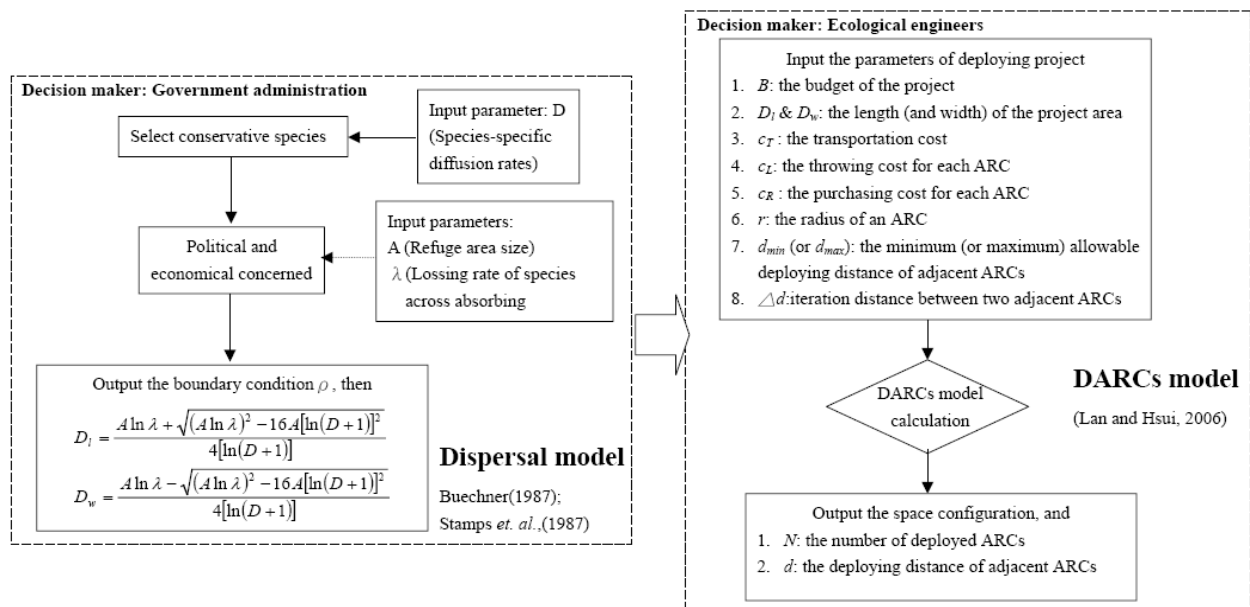 Decision maker: Government administration
Select conservative species
Input parameter: D
(Species-specific
diffusion rates)
Political and
economical concerned
Input parameters:
A (Refuge area size)
λ (Lossing rate of species
across absorbing
Output the boundary condition ρ, then
D_l = \frac{A ln λ + \sqrt{(A ln λ)^2 − 16A[ln(D+1)]^2}}{4[ln(D+1)]}
D_w = \frac{A ln λ − \sqrt{(A ln λ)^2 − 16A[ln(D+1)]^2}}{4[ln(D+1)]}
Dispersal model
Buechner(1987);
Stamps et. al.,(1987)
Decision maker: Ecological engineers
Input the parameters of deploying project
1. B: the budget of the project
2. D_l & D_w: the length (and width) of the project area
3. c_T : the transportation cost
4. c_L: the throwing cost for each ARC
5. c_R : the purchasing cost for each ARC
6. r: the radius of an ARC
7. d_min (or d_max): the minimum (or maximum) allowable
deploying distance of adjacent ARCs
8. △d:iteration distance between two adjacent ARCs
DARCs model
calculation
DARCs model
(Lan and Hsui, 2006)
Output the space configuration, and
1. N: the number of deployed ARCs
2. d: the deploying distance of adjacent ARCs